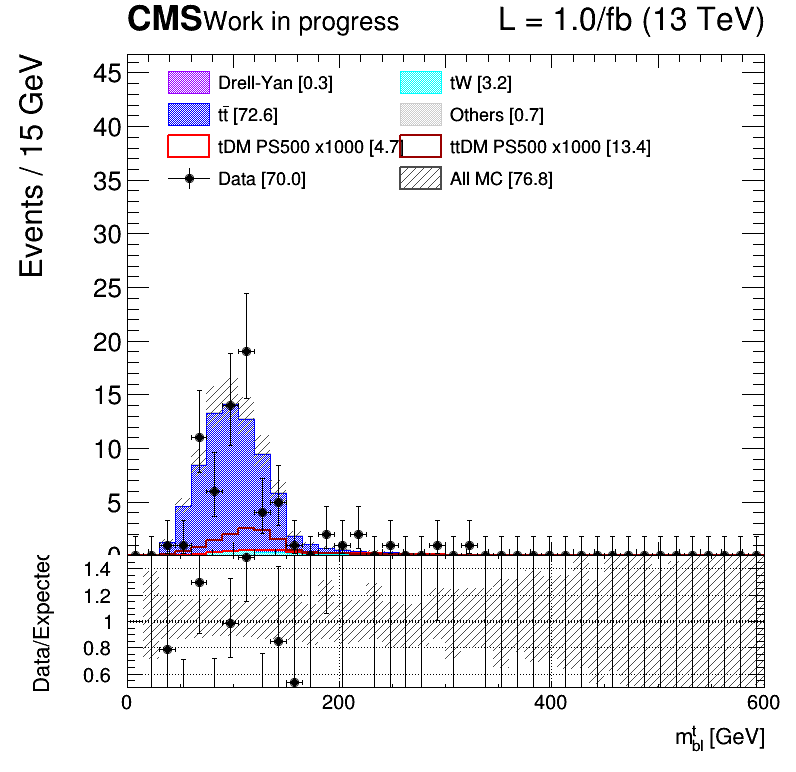 CMS Work in progress L = 1.0/fb (13 TeV)
Events / 15 GeV
45
40
35
30
25
20
15
10
5
0
Drell-Yan [0.3] tW [3.2]
tt̄ [72.6] Others [0.7]
tDM PS500 x1000 [4.7] ttDM PS500 x1000 [13.4]
Data [70.0] All MC [76.8]
Data/Expected
1.4
1.2
1
0.8
0.6
0 200 400 600
m^t_bl [GeV]